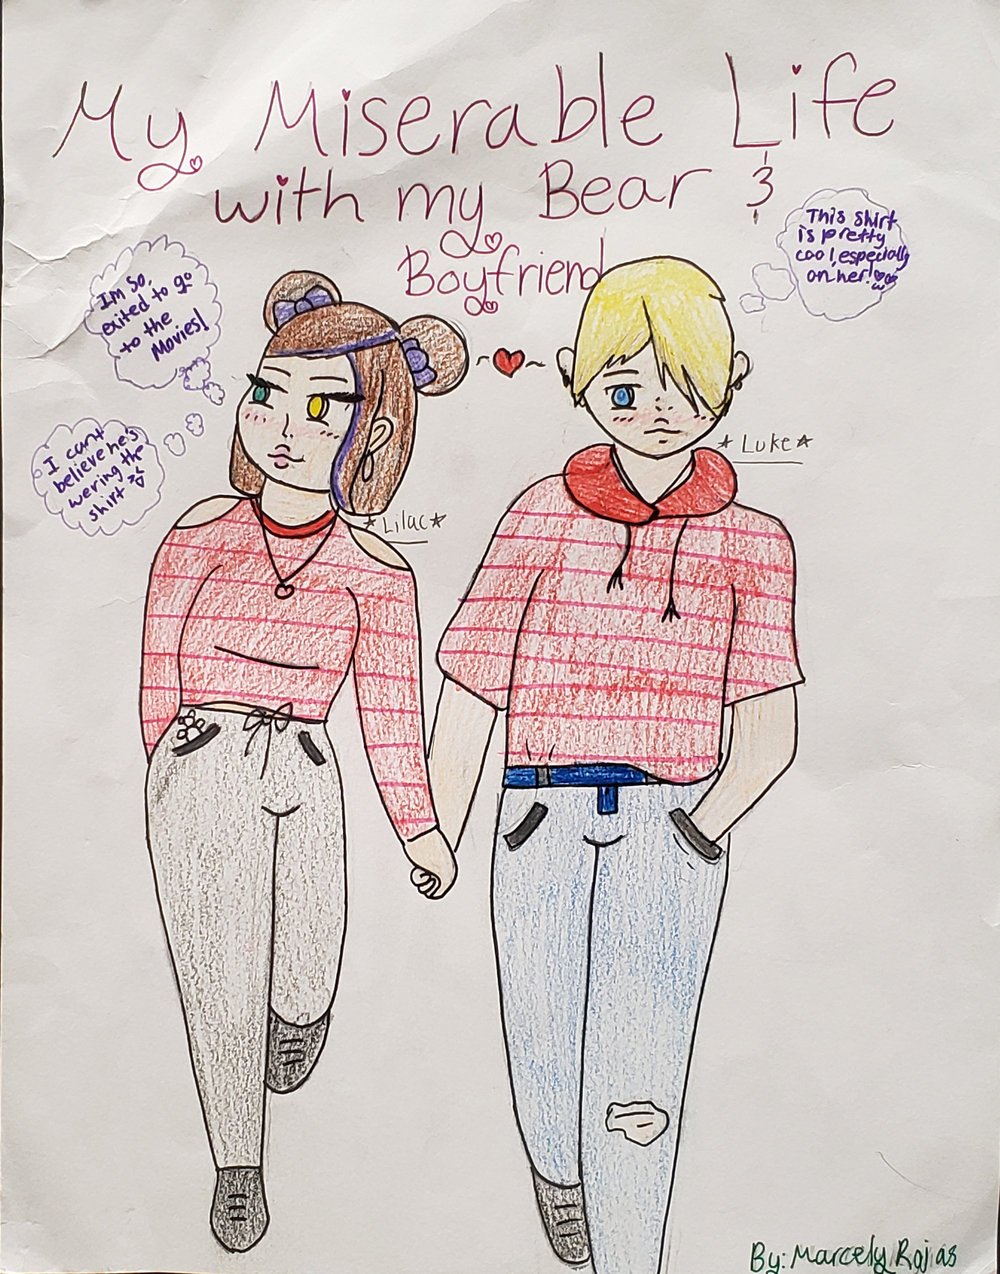 My Miserable Life
with my Bear &
Boyfriend
This shirt
is pretty
cool, especially
on her!
Im so
exited to go
to the
Movies!
I cant
believe he's
wering the
shirt
*Lilac*
*Luke*
By: Marcely Rojas